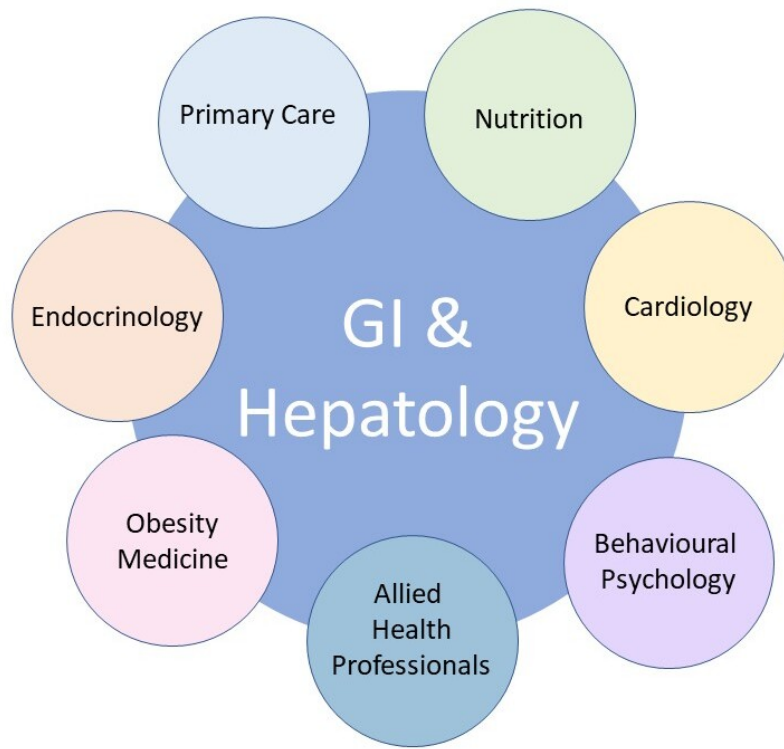 Primary Care
Nutrition
Endocrinology
GI &
Hepatology
Cardiology
Obesity
Medicine
Behavioural
Psychology
Allied
Health
Professionals